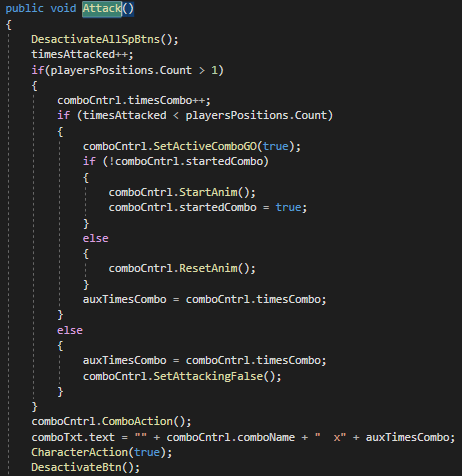 public void Attack()
{
DesactivateAllSpBtns();
timesAttacked++;
if(playersPositions.Count > 1)
{
comboCntrl.timesCombo++;
if (timesAttacked < playersPositions.Count)
{
comboCntrl.SetActiveComboGO(true);
if (!comboCntrl.startedCombo)
{
comboCntrl.StartAnim();
comboCntrl.startedCombo = true;
}
else
{
comboCntrl.ResetAnim();
}
auxTimesCombo = comboCntrl.timesCombo;
}
else
{
auxTimesCombo = comboCntrl.timesCombo;
comboCntrl.SetAttackingFalse();
}
}
comboCntrl.ComboAction();
comboTxt.text = "" + comboCntrl.comboName + "  x" + auxTimesCombo;
CharacterAction(true);
DesactivateBtn();